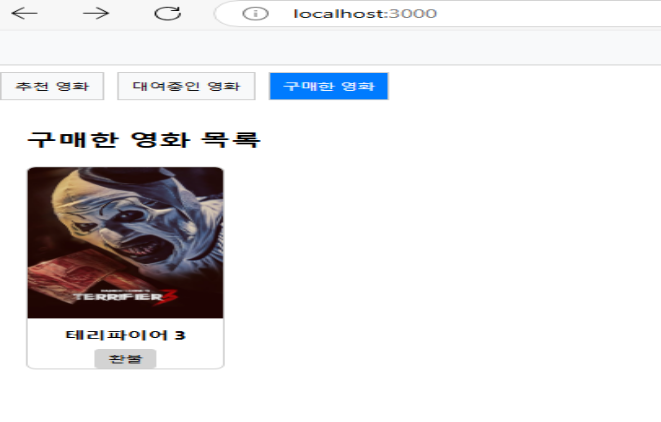 localhost:3000
추천 영화 대여중인 영화 구매한 영화
구매한 영화 목록
TERRIFIER 3
테리파이어 3
환불